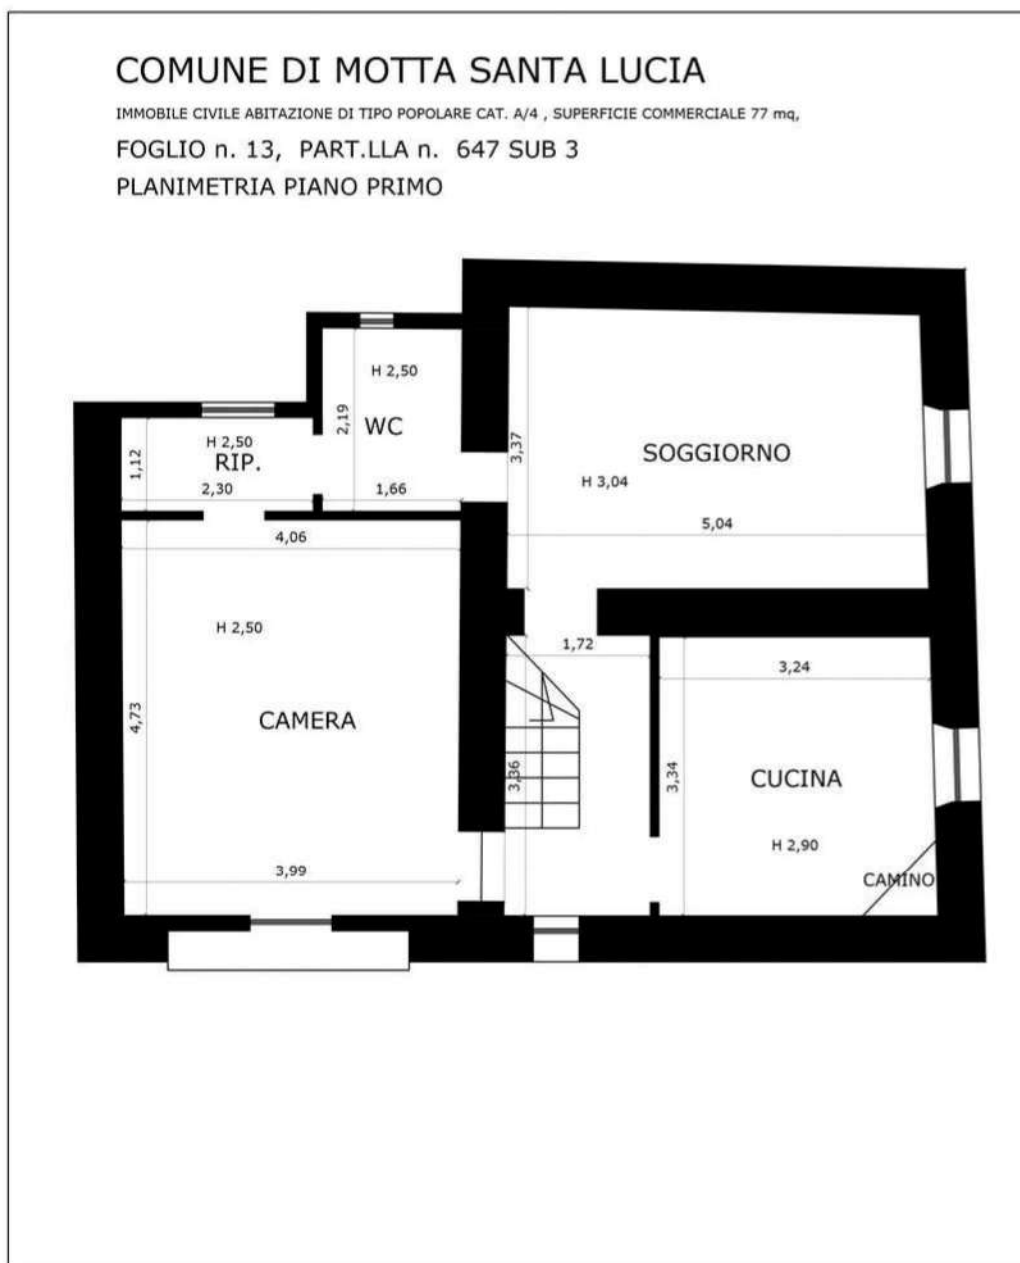 COMUNE DI MOTTA SANTA LUCIA
IMMOBILE CIVILE ABITAZIONE DI TIPO POPOLARE CAT. A/4 , SUPERFICIE COMMERCIALE 77 mq,
FOGLIO n. 13, PART.LLA n. 647 SUB 3
PLANIMETRIA PIANO PRIMO
H 2,50
2,19
WC
1,66
H 2,50
RIP.
1,12
2,30
3,37
SOGGIORNO
H 3,04
5,04
4,06
H 2,50
CAMERA
4,73
3,99
1,72
3,36
3,24
3,34
CUCINA
H 2,90
CAMINO